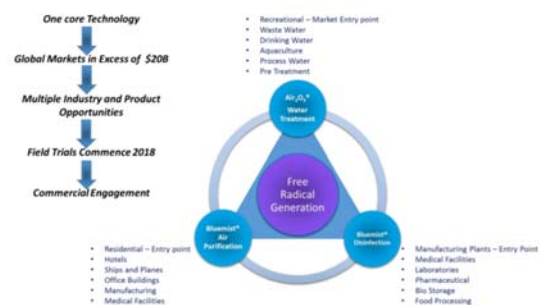 One core Technology
Global Markets in Excess of $20B
Multiple Industry and Product
Opportunities
Field Trials Commence 2018
Commercial Engagement
• Recreational – Market Entry point
• Waste Water
• Drinking Water
• Aquaculture
• Process Water
• Pre Treatment
Air₂O₃®
Water
Treatment
Free
Radical
Generation
Bluemist®
Air
Purification
Bluemist®
Disinfection
• Residential – Entry point
• Hotels
• Ships and Planes
• Office Buildings
• Manufacturing
• Medical Facilities
• Manufacturing Plants – Entry Point
• Medical Facilities
• Laboratories
• Pharmaceutical
• Bio Storage
• Food Processing